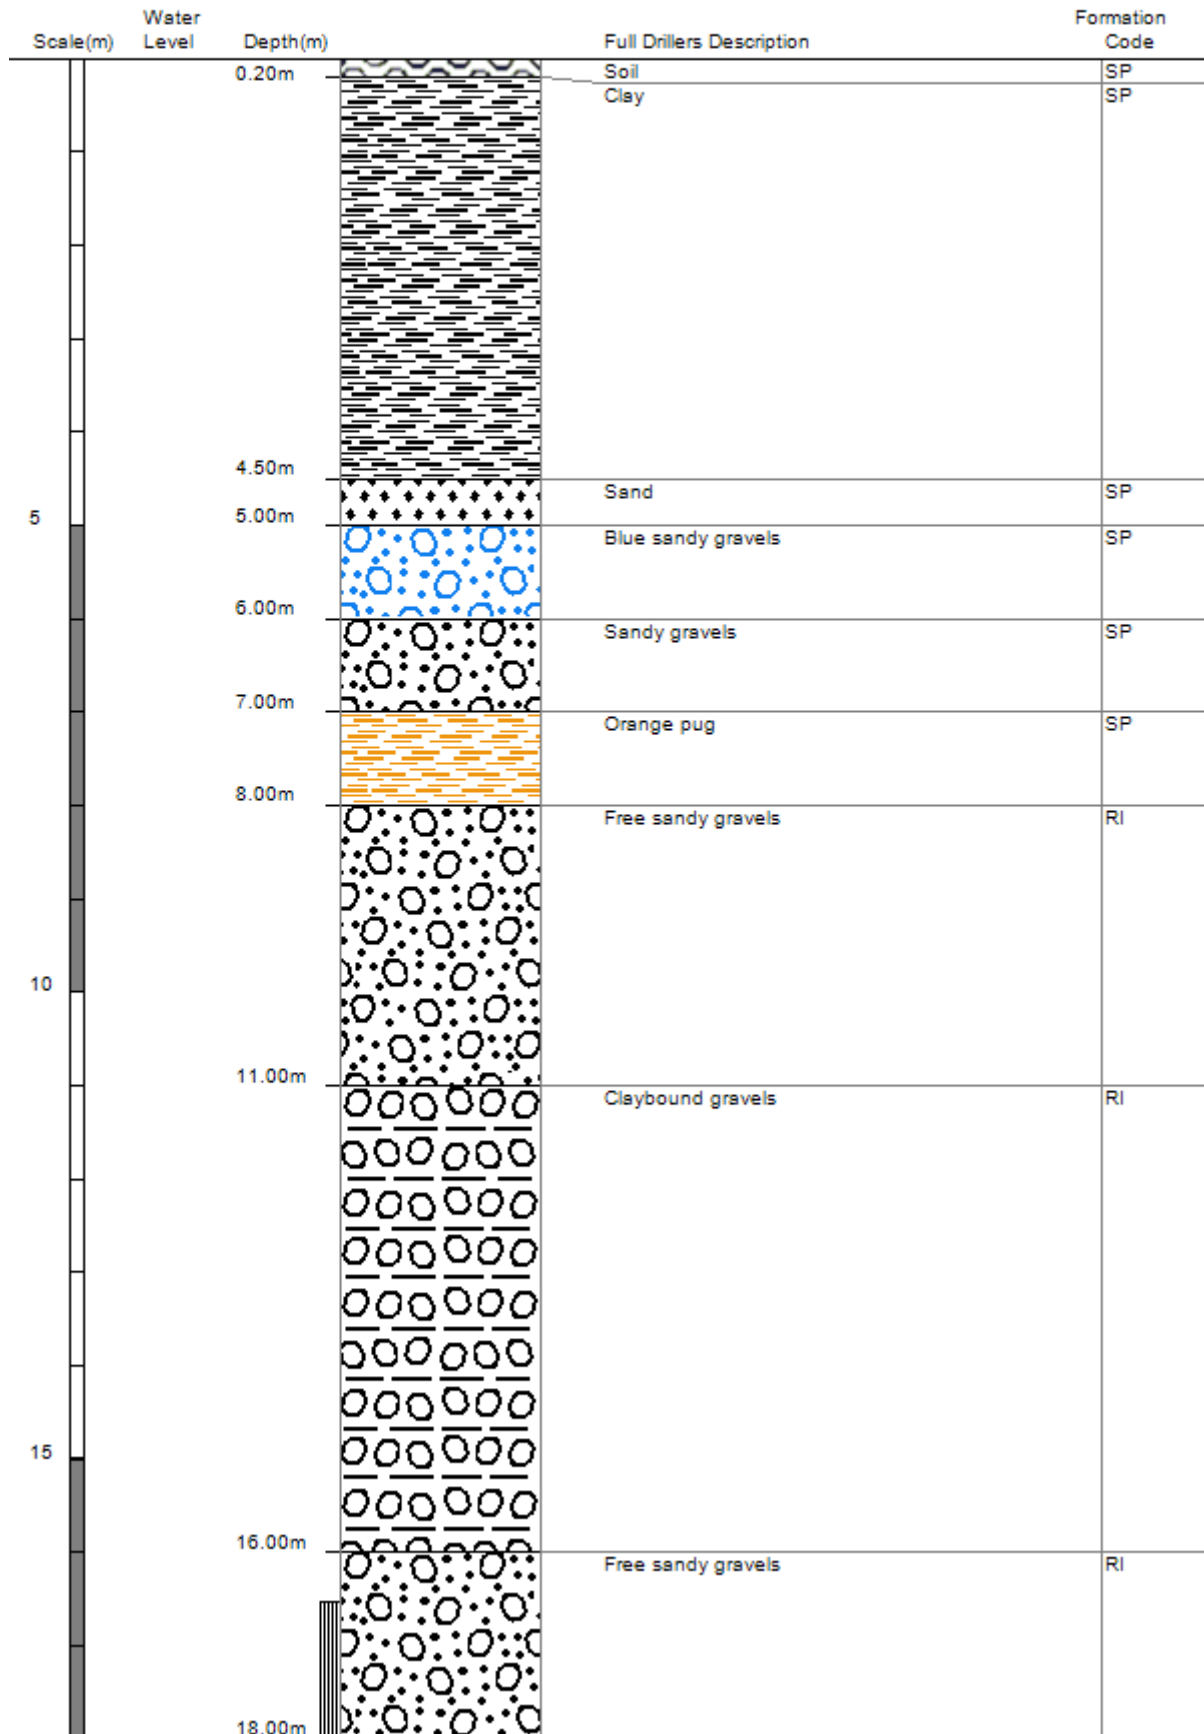 Water
Formation
Scale(m) Level Depth(m) Full Drillers Description Code
0.20m Soil SP
Clay SP
4.50m
Sand SP
5 5.00m
Blue sandy gravels SP
6.00m
Sandy gravels SP
7.00m
Orange pug SP
8.00m
Free sandy gravels RI
10
11.00m
Claybound gravels RI
15
16.00m
Free sandy gravels RI
18.00m